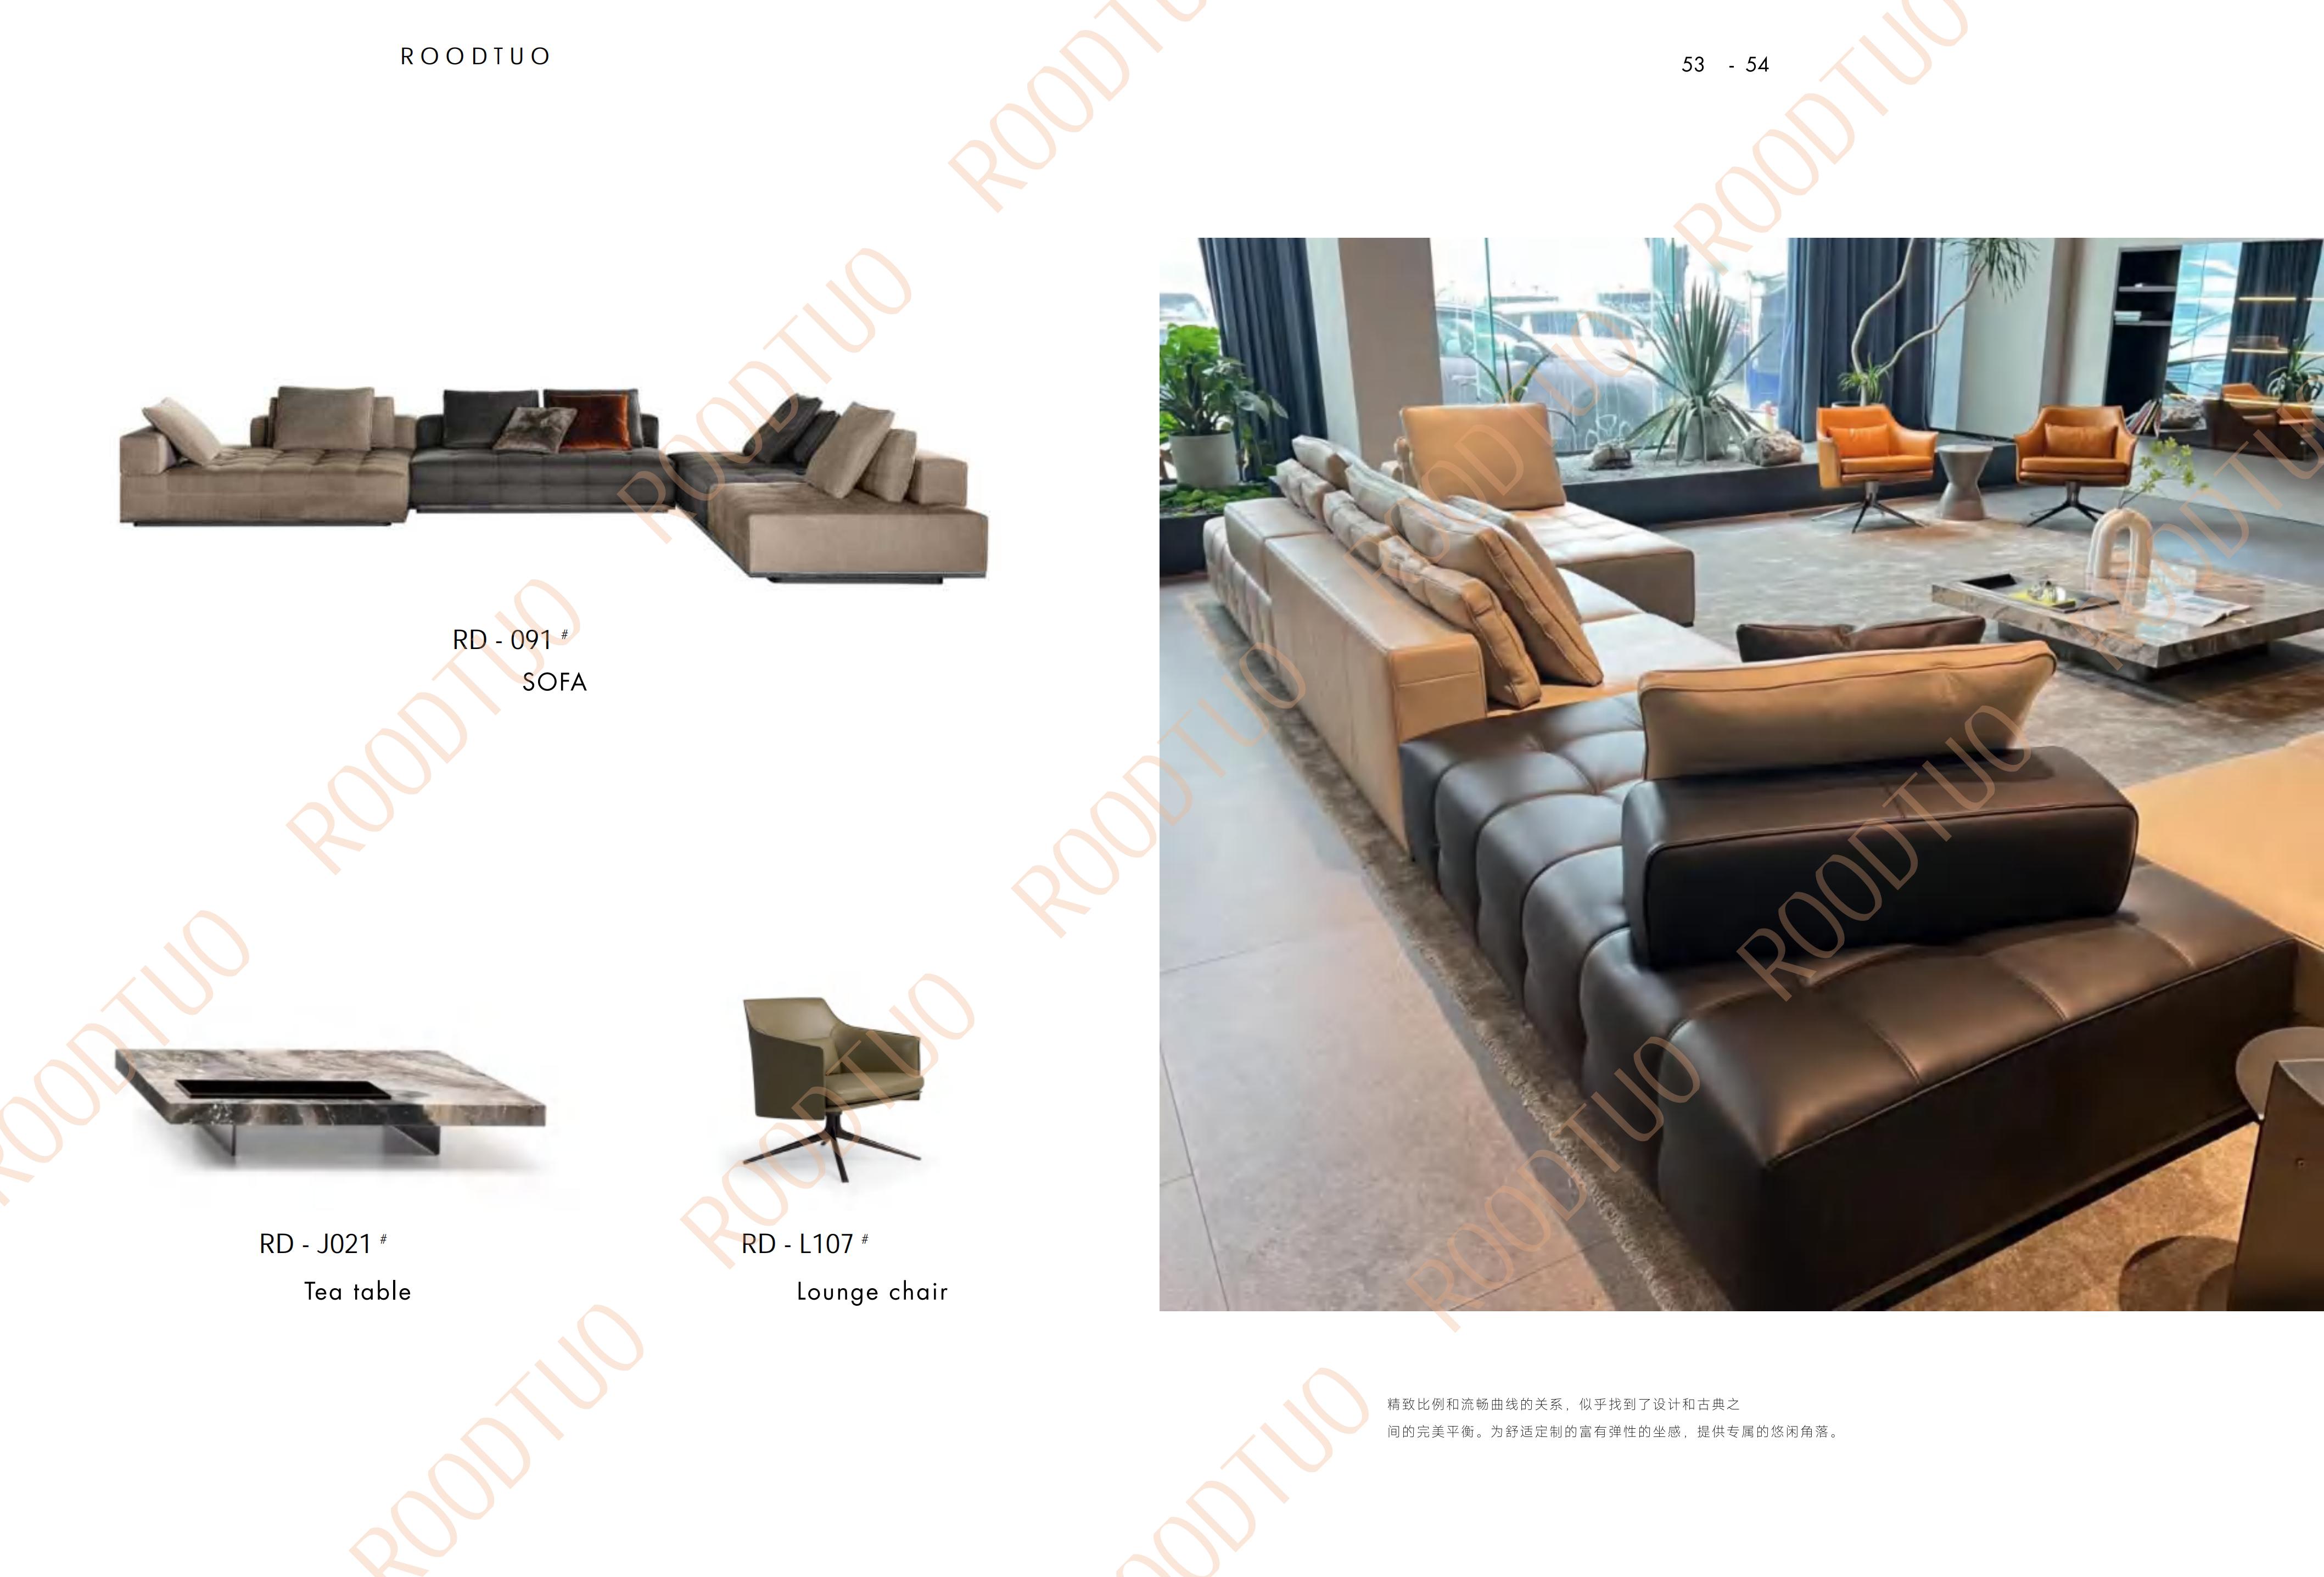 ROODTUO
53 - 54
RD - 091 #
SOFA
RD - J021 #
Tea table
RD - L107 #
Lounge chair
精致比例和流畅曲线的关系，似乎找到了设计和古典之
间的完美平衡。为舒适定制的富有弹性的坐感，提供专属的悠闲角落。
ROODTUO
ROODTUO
ROODTUO
ROODTUO
ROODTUO
ROODTUO
ROODTUO
ROODTUO
ROODTUO
ROODTUO
ROODTUO
ROODTUO
ROODTUO